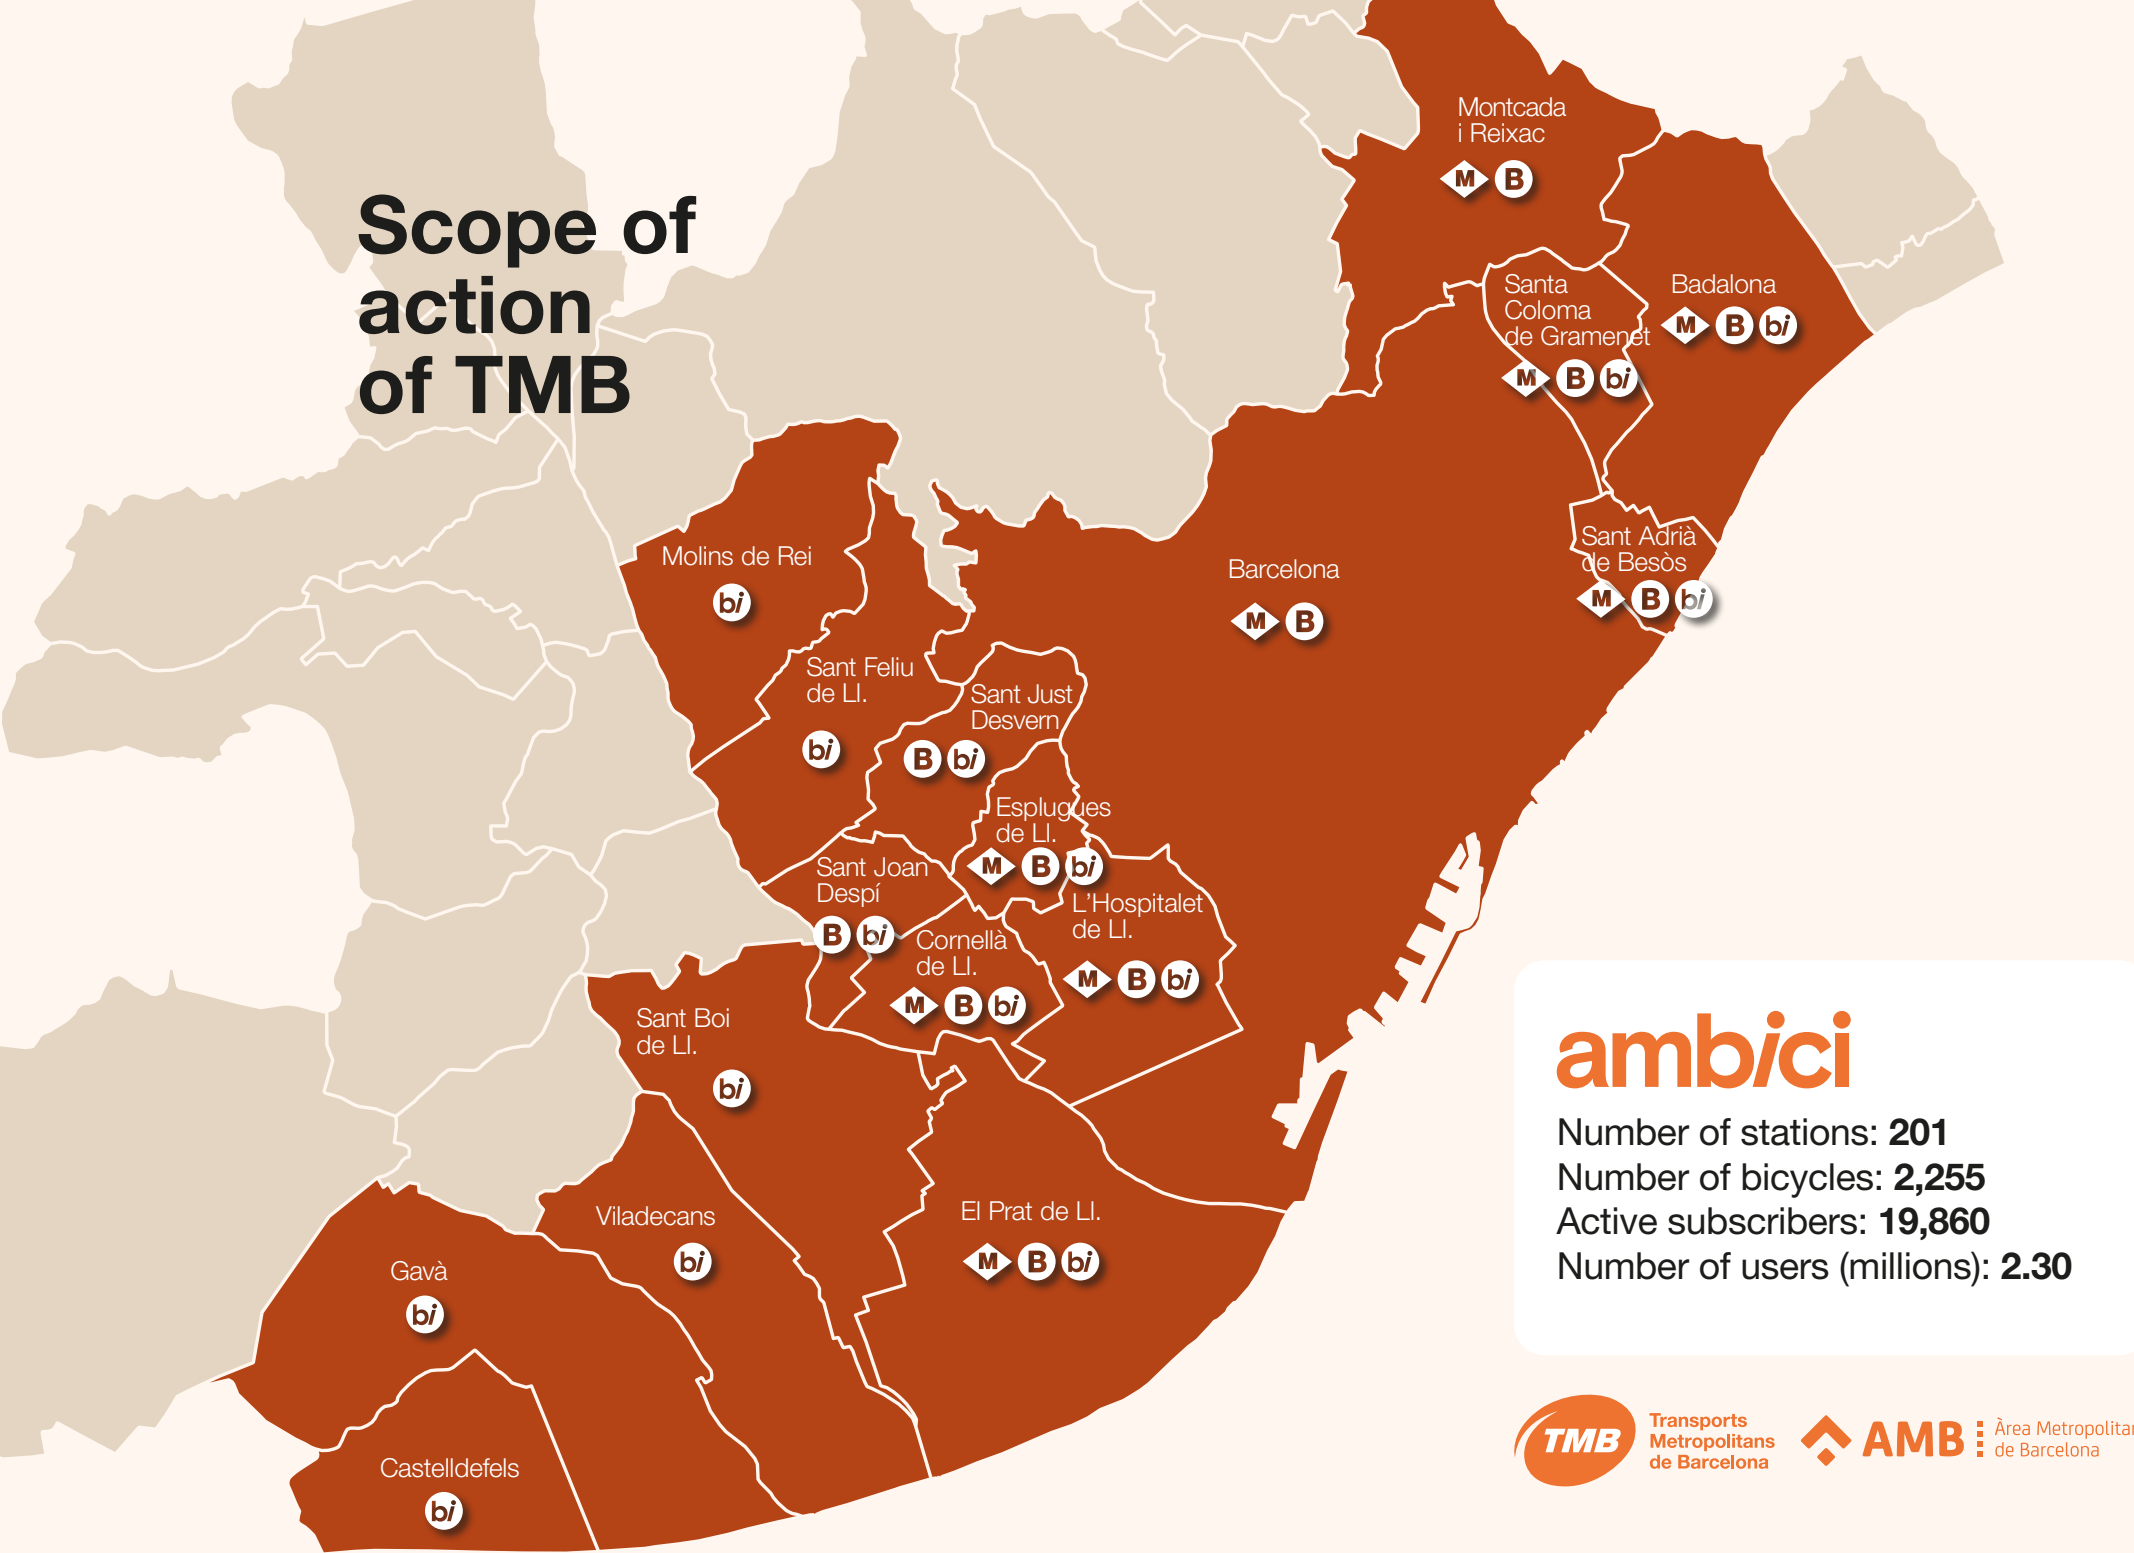 Scope of
action
of TMB
Montcada
i Reixac
M B
Santa
Coloma
de Gramenet
M B bi
Badalona
M B bi
Sant Adrià
de Besòs
M B bi
Barcelona
M B
Molins de Rei
bi
Sant Feliu
de Ll.
bi
Sant Just
Desvern
B bi
Esplugues
de Ll.
M B bi
Sant Joan
Despí
B bi
L'Hospitalet
de Ll.
M B bi
Cornellà
de Ll.
M B bi
Sant Boi
de Ll.
bi
Viladecans
bi
El Prat de Ll.
M B bi
Gavà
bi
Castelldefels
bi
ambici
Number of stations: 201
Number of bicycles: 2,255
Active subscribers: 19,860
Number of users (millions): 2.30
TMB
Transports
Metropolitans
de Barcelona
AMB
Àrea
de Barcelona